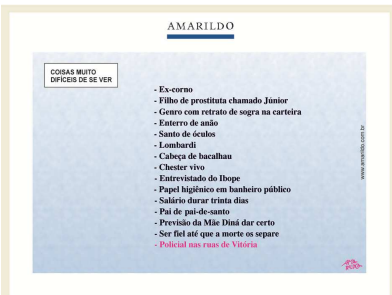 AMARILDO
COISAS MUITO
DIFÍCEIS DE SE VER
- Ex-corno
- Filho de prostituta chamado Júnior
- Genro com retrato de sogra na carteira
- Enterro de anão
- Santo de óculos
- Lombardi
- Cabeça de bacalhau
- Chester vivo
- Entrevistado do Ibope
- Papel higiênico em banheiro público
- Salário durar trinta dias
- Pai de pai-de-santo
- Previsão da Mãe Diná dar certo
- Ser fiel até que a morte os separe
- Policial nas ruas de Vitória
www.amarildo.com.br